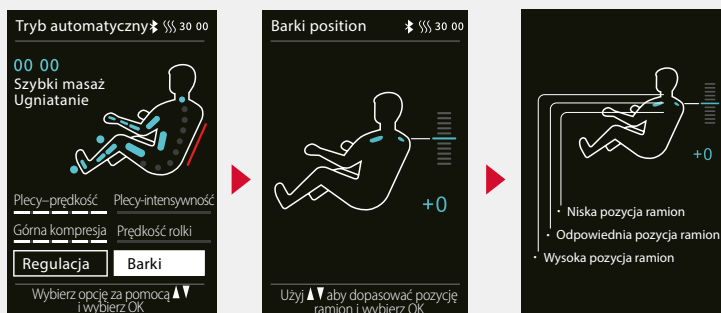 Tryb automatyczny 30 00
00 00
Szybki masaż
Ugniatanie
Plecy–prędkość Plecy-intensywność
Górna kompresja Prędkość rolki
Regulacja Barki
Wybierz opcję za pomocą
i wybierz OK
Barki position 30 00
+0
Użyj aby dopasować pozycję
ramion i wybierz OK
+0
· Niska pozycja ramion
· Odpowiednia pozycja ramion
· Wysoka pozycja ramion